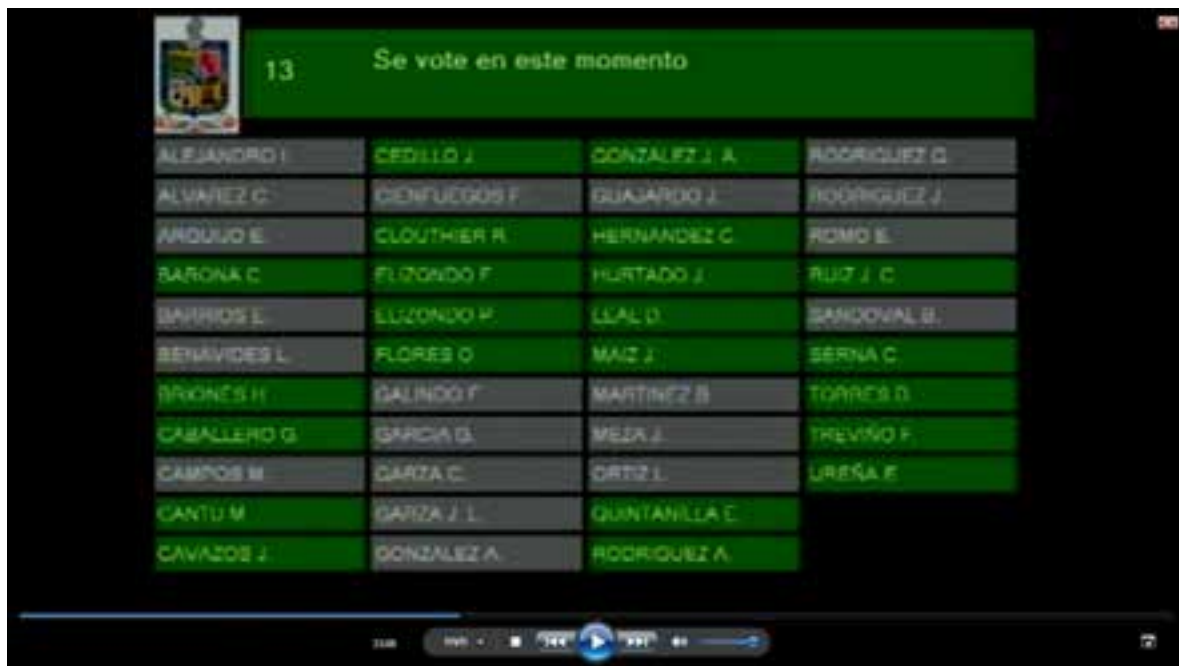 13 Se vote en este momento
ALEJANDRO I. CEDILLO J. GONZALEZ J. A. RODRIGUEZ G.
ALVAREZ C. CIENFUEGOS F. GUAJARDO J. RODRIGUEZ J.
ARQUIJO E. CLOUTHIER R. HERNANDEZ C. ROMO E.
BARONA C. ELIZONDO F. HURTADO J. RUIZ J. C.
BARRIOS E. ELIZONDO P. LEAL D. SANDOVAL B.
BENAVIDES L. FLORES O. MAIZ J. SERNA C.
BRIONES H. GALINDO F. MARTINEZ B. TORRES D.
CABALLERO G. GARCIA G. MEZA J. TREVIÑO F.
CAMPOS M. GARZA C. ORTIZ L. UREÑA E.
CANTU M. GARZA J. L. QUINTANILLA E.
CAVAZOS J. GONZALEZ A. RODRIGUEZ A.